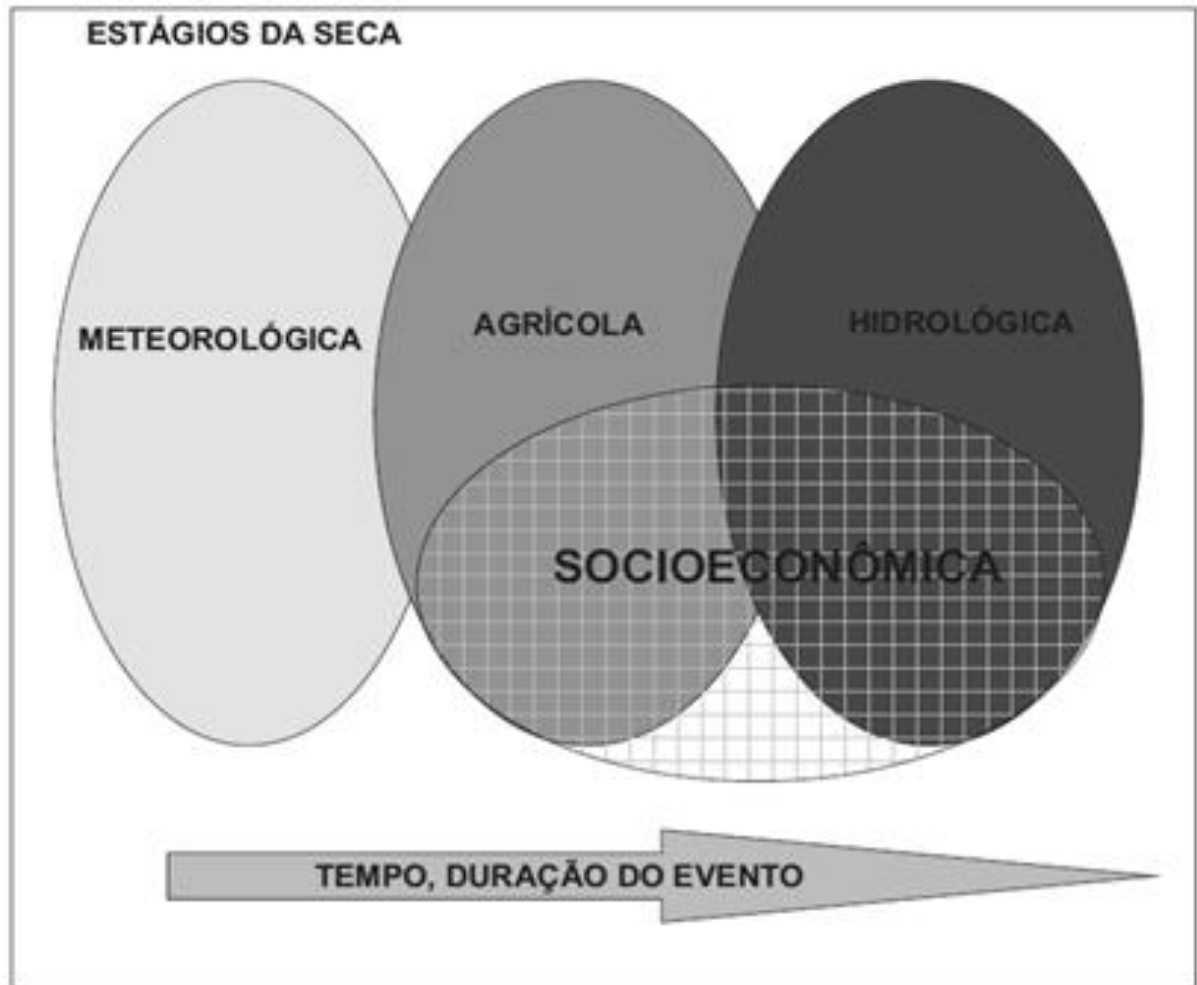 ESTÁGIOS DA SECA
METEOROLÓGICA
AGRÍCOLA
HIDROLÓGICA
SOCIOECONÔMICA
TEMPO, DURAÇÃO DO EVENTO